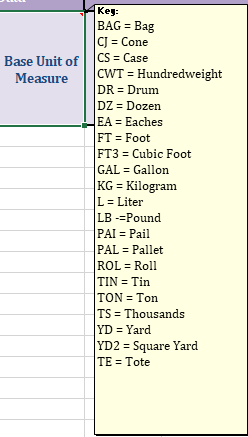 Key:
BAG = Bag
CJ = Cone
CS = Case
CWT = Hundredweight
DR = Drum
DZ = Dozen
EA = Eaches
FT = Foot
FT3 = Cubic Foot
GAL = Gallon
KG = Kilogram
L = Liter
LB -=Pound
PAI = Pail
PAL = Pallet
ROL = Roll
TIN = Tin
TON = Ton
TS = Thousands
YD = Yard
YD2 = Square Yard
TE = Tote
Base Unit of
Measure